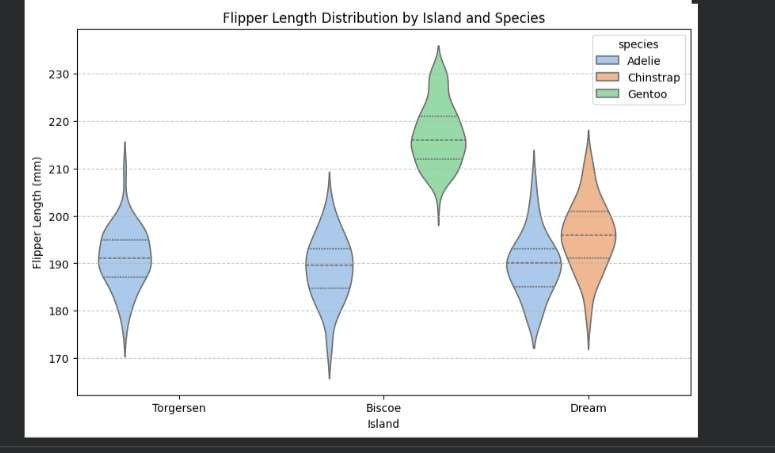 Flipper Length Distribution by Island and Species
species
Adelie
Chinstrap
Gentoo
Flipper Length (mm)
230
220
210
200
190
180
170
Torgersen
Biscoe
Dream
Island